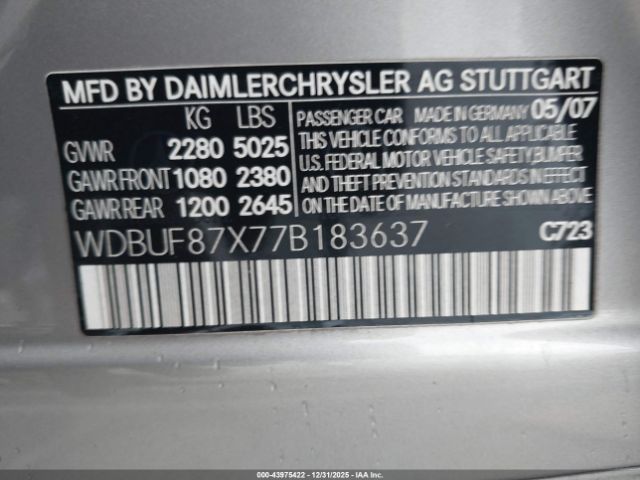 MFD BY DAIMLERCHRYSLER AG STUTTGART
KG LBS
GVWR 2280 5025
GAWR FRONT 1080 2380
GAWR REAR 1200 2645
PASSENGER CAR MADE IN GERMANY 05/07
THIS VEHICLE CONFORMS TO ALL APPLICABLE
U.S. FEDERAL MOTOR VEHICLE SAFETY, BUMPER
AND THEFT PREVENTION STANDARDS IN EFFECT
ON THE DATE OF MANUFACTURE SHOWN ABOVE.
WDBUF87X77B183637 C723
000-43975422 - 12/31/2025 - IAA Inc.